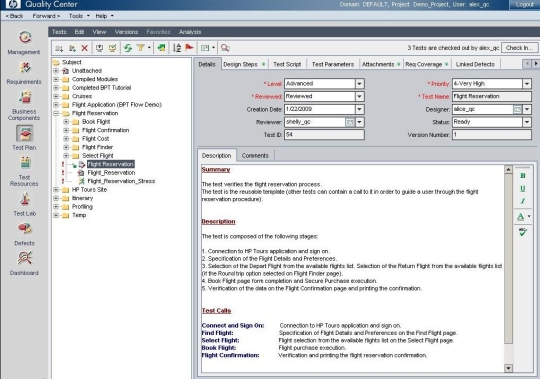 Quality Center
Domain: DEFAULT, Project: Demo_Project, User: alex_qc
Logout
<Back Forward> Tools Help
Tests Edit View Versions Favorites Analysis
3 Tests are checked out by alex_qc Check In...
Management
Requirements
Business Components
Test Plan
Test Resources
Test Lab
Defects
Dashboard
Subject
Unattached
Compiled Modules
Completed BPT Tutorial
Cruises
Flight Application (BPT Flow Demo)
Flight Reservation
Book Flight
Flight Confirmation
Flight Cost
Flight Finder
Select Flight
Flight Reservation
Flight_Reservation
Flight_Reservation_Stress
HP Tours Site
Itinerary
Profiling
Temp
Details Design Steps Test Script Test Parameters Attachments Req Coverage Linked Defects
* Level: Advanced
* Priority: 4-Very High
* Reviewed: Reviewed
* Test Name: Flight Reservation
Creation Date: 1/22/2009
Designer: alice_qc
Reviewer: shelly_qc
Status: Ready
Test ID: 54
Version Number: 1
Description Comments
Summary
The test verifies the flight reservation process.
The test is the reusable template (other tests can contain a call to it in order to guide a user through the flight
reservation procedure).
Description
The test is composed of the following stages:
1. Connection to HP Tours application and sign on.
2. Specification of the Flight Details and Preferences.
3. Selection of the Depart Flight from the available flights list. Selection of the Return Flight from the available flights list
(if the Round trip option selected on Flight Finder page).
4. Book Flight page form completion and Secure Purchase execution.
5. Verification of the data on the Flight Confirmation page and printing the confirmation.
Test Calls
Connect and Sign On: Connection to HP Tours application and sign on.
Find Flight: Specification of Flight Details and Preferences on the Find Flight page.
Select Flight: Flight selection from the available flights list on the Select Flight page.
Book Flight: Flight purchase execution.
Flight Confirmation: Verification and printing the flight reservation confirmation.
B
U
I
A